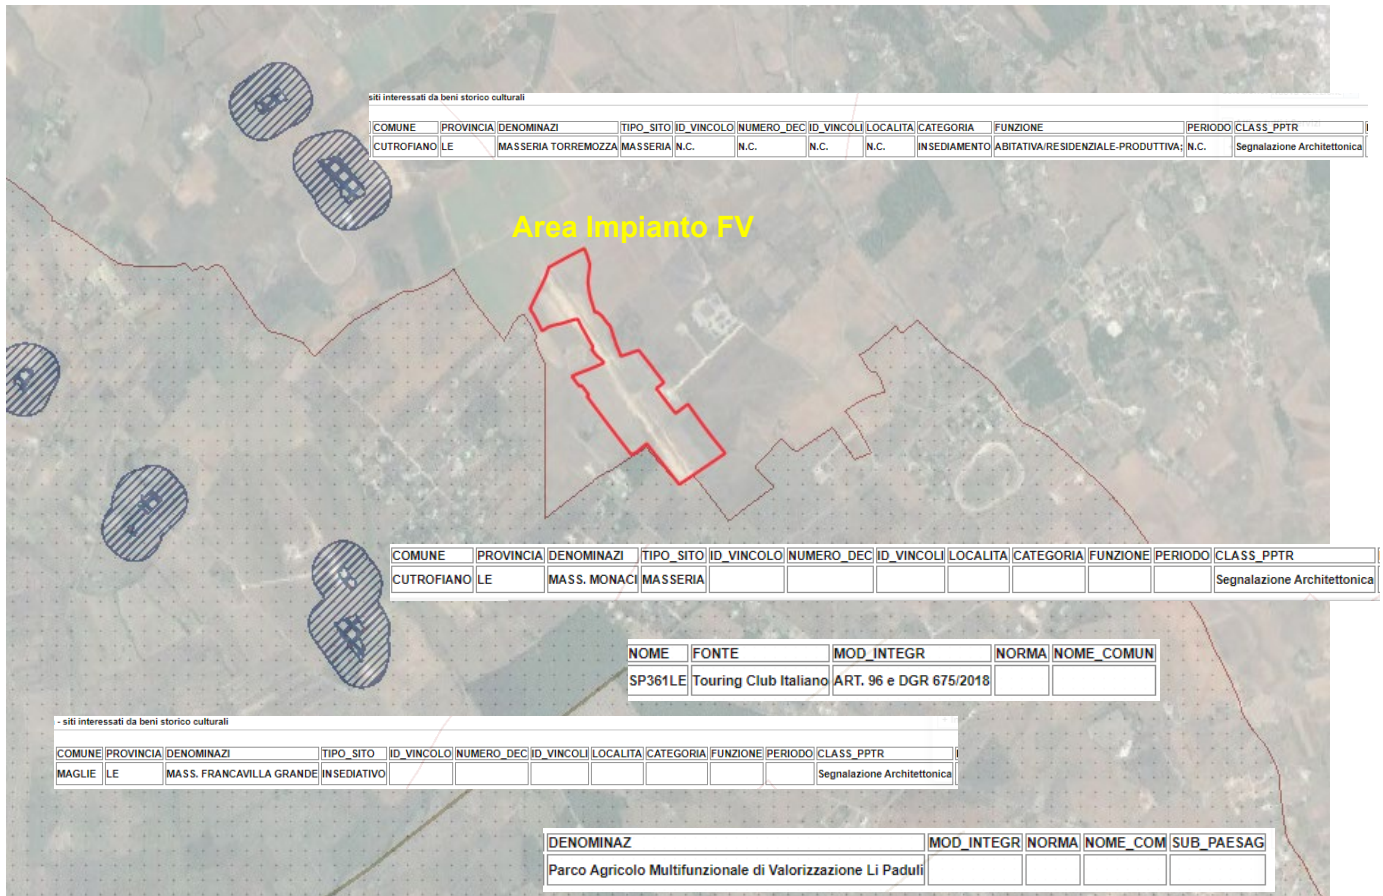 siti interessati da beni storico culturali
COMUNE PROVINCIA DENOMINAZI TIPO_SITO ID_VINCOLO NUMERO_DEC ID_VINCOLI LOCALITA CATEGORIA FUNZIONE PERIODO CLASS_PPTR
CUTROFIANO LE MASSERIA TORREMOZZA MASSERIA N.C. N.C. N.C. N.C. INSEDIAMENTO ABITATIVA/RESIDENZIALE-PRODUTTIVA; N.C. Segnalazione Architettonica
Area Impianto FV
COMUNE PROVINCIA DENOMINAZI TIPO_SITO ID_VINCOLO NUMERO_DEC ID_VINCOLI LOCALITA CATEGORIA FUNZIONE PERIODO CLASS_PPTR
CUTROFIANO LE MASS. MONACI MASSERIA Segnalazione Architettonica
NOME FONTE MOD_INTEGR NORMA NOME_COMUN
SP361LE Touring Club Italiano ART. 96 e DGR 675/2018
- siti interessati da beni storico culturali
COMUNE PROVINCIA DENOMINAZI TIPO_SITO ID_VINCOLO NUMERO_DEC ID_VINCOLI LOCALITA CATEGORIA FUNZIONE PERIODO CLASS_PPTR
MAGLIE LE MASS. FRANCAVILLA GRANDE INSEDIATIVO Segnalazione Architettonica
DENOMINAZ MOD_INTEGR NORMA NOME_COM SUB_PAESAG
Parco Agricolo Multifunzionale di Valorizzazione Li Paduli